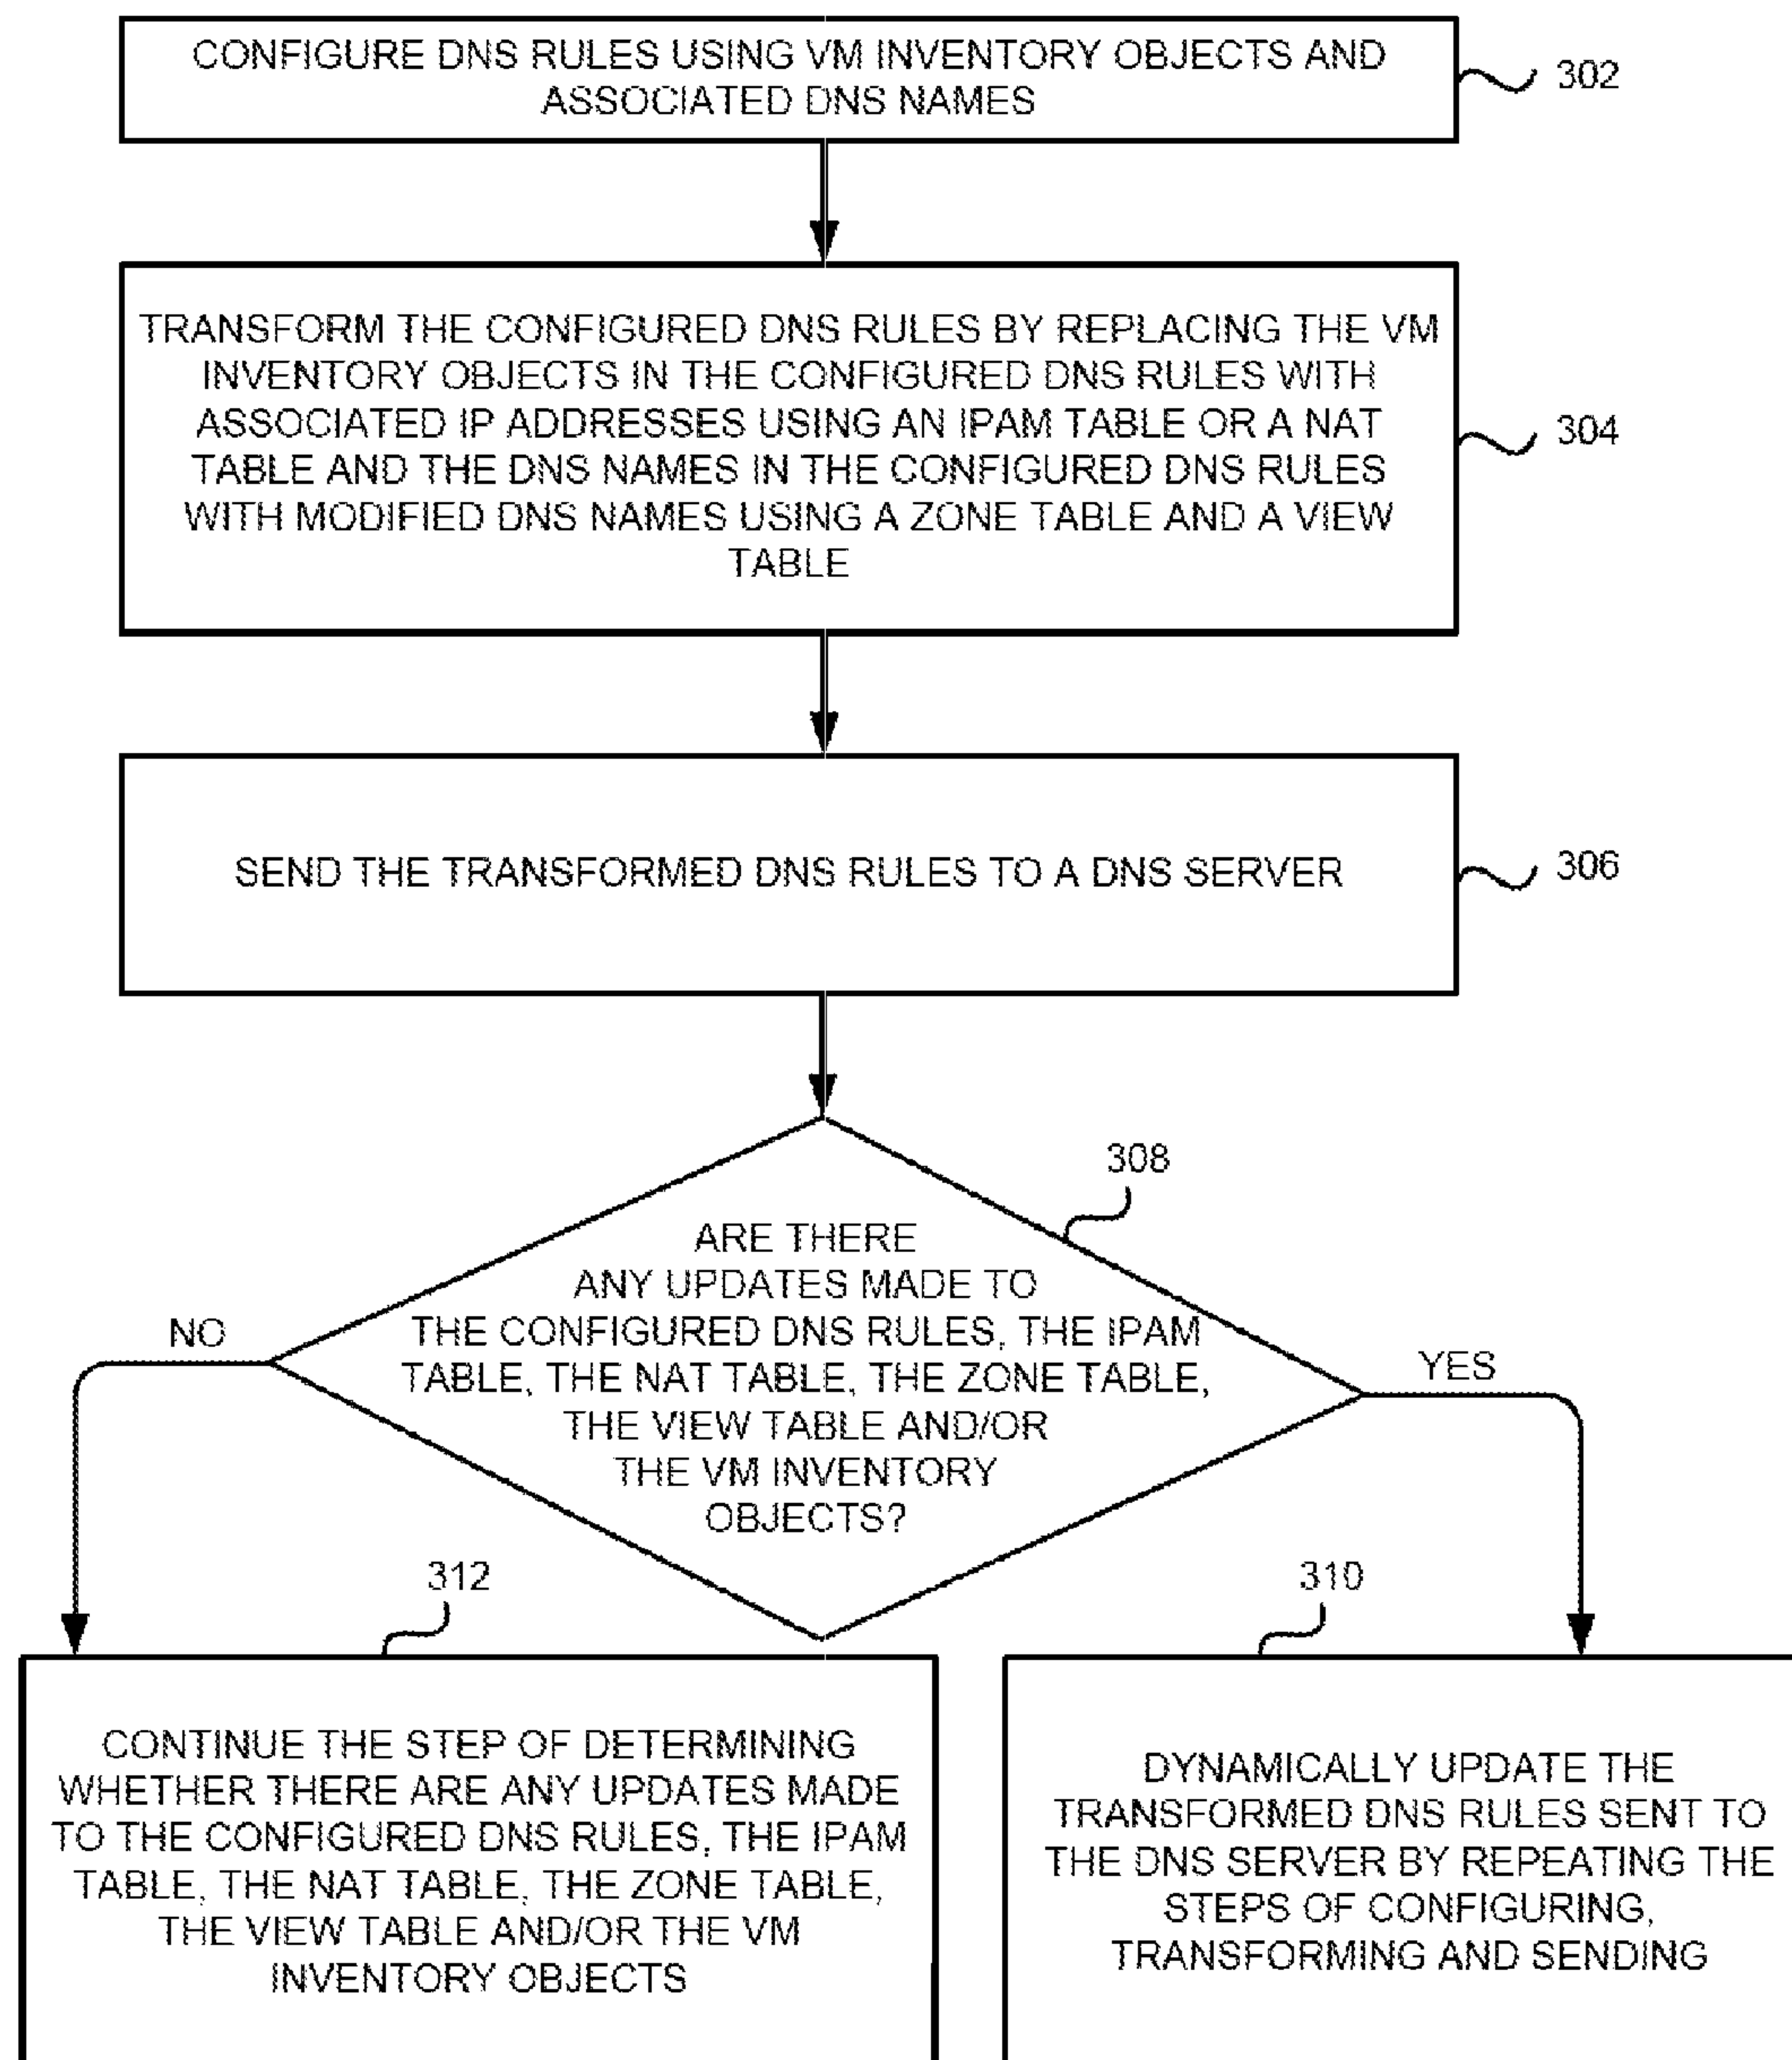 CONFIGURE DNS RULES USING VM INVENTORY OBJECTS AND
ASSOCIATED DNS NAMES
302
TRANSFORM THE CONFIGURED DNS RULES BY REPLACING THE VM
INVENTORY OBJECTS IN THE CONFIGURED DNS RULES WITH
ASSOCIATED IP ADDRESSES USING AN IPAM TABLE OR A NAT
TABLE AND THE DNS NAMES IN THE CONFIGURED DNS RULES
WITH MODIFIED DNS NAMES USING A ZONE TABLE AND A VIEW
TABLE
304
SEND THE TRANSFORMED DNS RULES TO A DNS SERVER
306
308
ARE THERE
ANY UPDATES MADE TO
THE CONFIGURED DNS RULES, THE IPAM
TABLE, THE NAT TABLE, THE ZONE TABLE,
THE VIEW TABLE AND/OR
THE VM INVENTORY
OBJECTS?
NO
YES
312
CONTINUE THE STEP OF DETERMINING
WHETHER THERE ARE ANY UPDATES MADE
TO THE CONFIGURED DNS RULES, THE IPAM
TABLE, THE NAT TABLE, THE ZONE TABLE,
THE VIEW TABLE AND/OR THE VM
INVENTORY OBJECTS
310
DYNAMICALLY UPDATE THE
TRANSFORMED DNS RULES SENT TO
THE DNS SERVER BY REPEATING THE
STEPS OF CONFIGURING,
TRANSFORMING AND SENDING